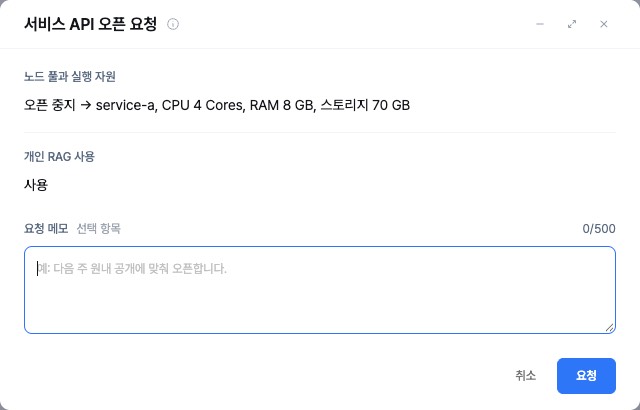 서비스 API 오픈 요청
노드 풀과 실행 자원
오픈 중지 → service-a, CPU 4 Cores, RAM 8 GB, 스토리지 70 GB
개인 RAG 사용
사용
요청 메모 선택 항목 0/500
예: 다음 주 원내 공개에 맞춰 오픈합니다.
취소 요청